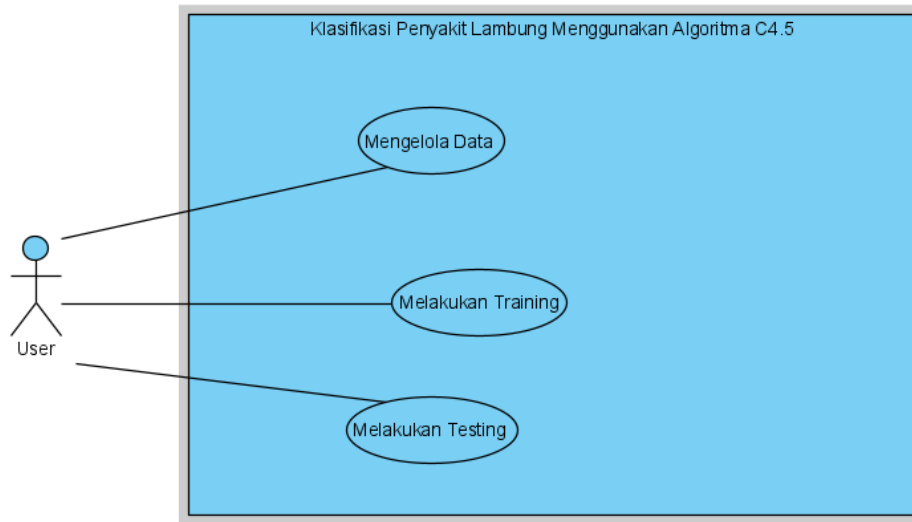 Klasifikasi Penyakit Lambung Menggunakan Algoritma C4.5
Mengelola Data
Melakukan Training
User
Melakukan Testing